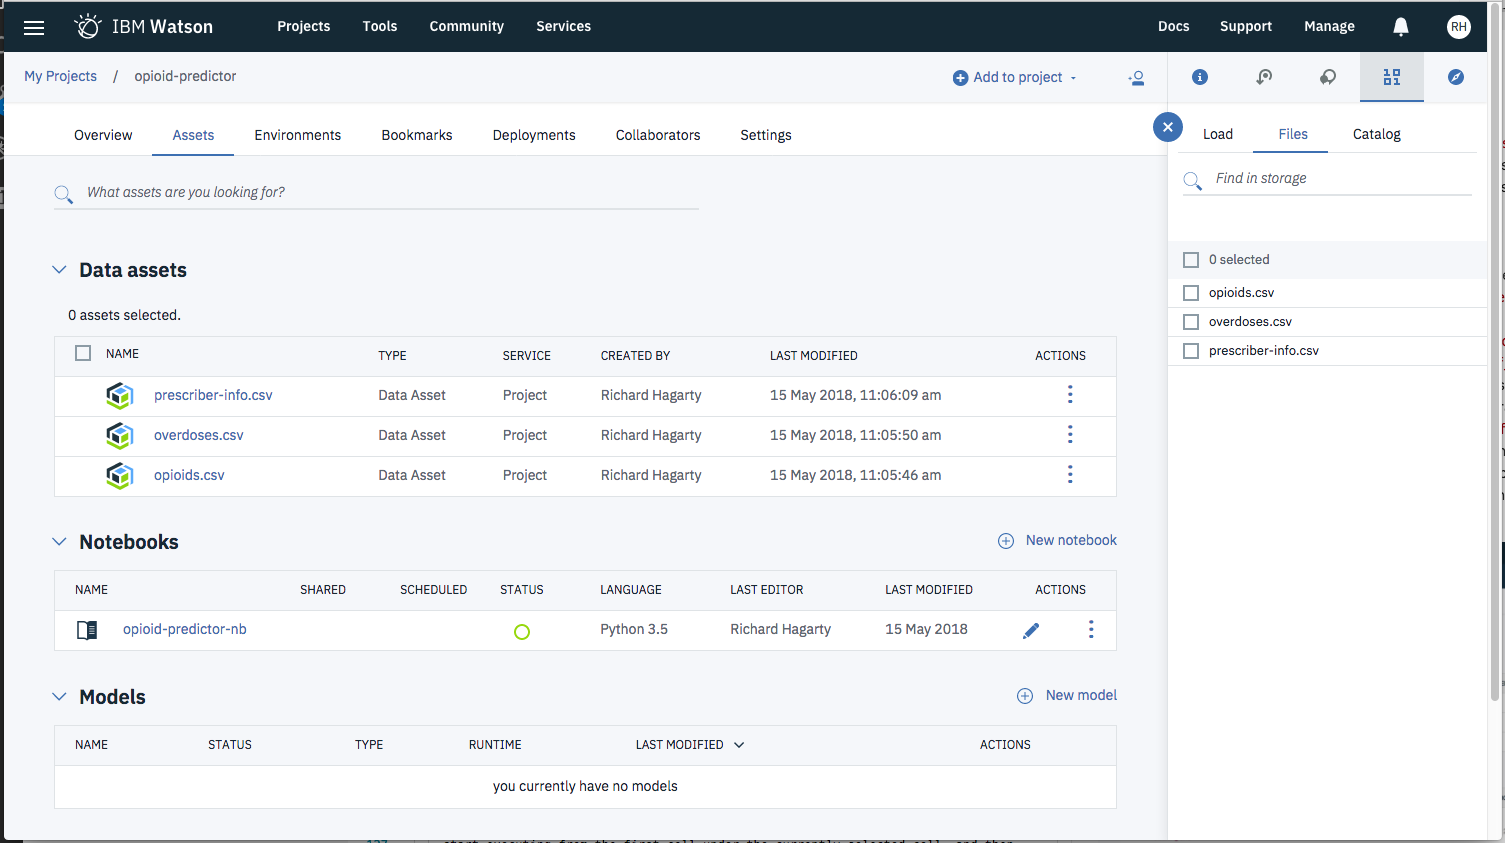 IBM Watson Projects Tools Community Services Docs Support Manage RH
My Projects / opioid-predictor Add to project
Overview Assets Environments Bookmarks Deployments Collaborators Settings
What assets are you looking for?
Data assets
0 assets selected.
NAME TYPE SERVICE CREATED BY LAST MODIFIED ACTIONS
prescriber-info.csv Data Asset Project Richard Hagarty 15 May 2018, 11:06:09 am
overdoses.csv Data Asset Project Richard Hagarty 15 May 2018, 11:05:50 am
opioids.csv Data Asset Project Richard Hagarty 15 May 2018, 11:05:46 am
Notebooks New notebook
NAME SHARED SCHEDULED STATUS LANGUAGE LAST EDITOR LAST MODIFIED ACTIONS
opioid-predictor-nb Python 3.5 Richard Hagarty 15 May 2018
Models New model
NAME STATUS TYPE RUNTIME LAST MODIFIED ACTIONS
you currently have no models
Load Files Catalog
Find in storage
0 selected
opioids.csv
overdoses.csv
prescriber-info.csv